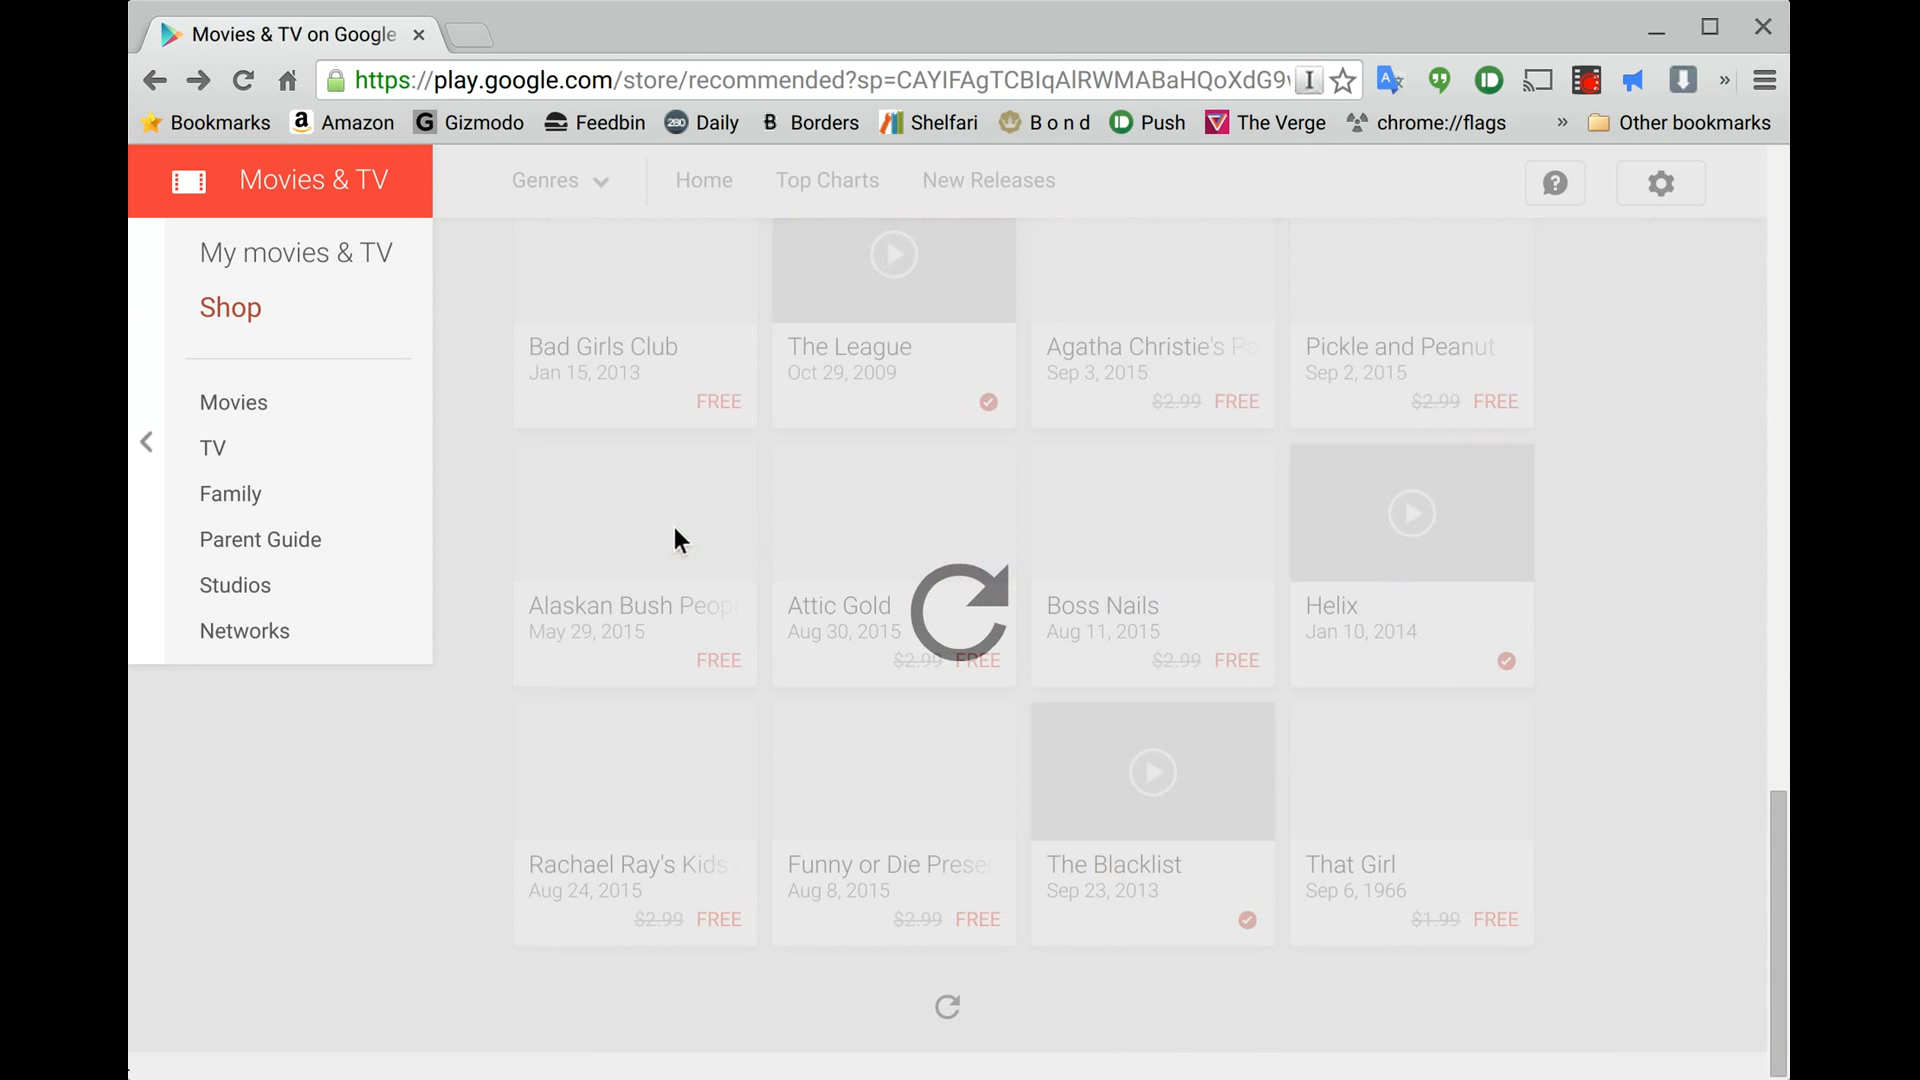 Movies & TV on Google
https://play.google.com/store/recommended?sp=CAYIFAgTCBIqAlRWMABaHQoXdG9
Bookmarks Amazon Gizmodo Feedbin Daily Borders Shelfari B o n d Push The Verge chrome://flags » Other bookmarks
Movies & TV Genres Home Top Charts New Releases
My movies & TV
Shop
Movies
TV
Family
Parent Guide
Studios
Networks
Bad Girls Club The League Agatha Christie's Pa Pickle and Peanut
Jan 15, 2013 Oct 29, 2009 Sep 3, 2015 Sep 2, 2015
FREE $2.99 FREE $2.99 FREE
Alaskan Bush Peop Attic Gold Boss Nails Helix
May 29, 2015 Aug 30, 2015 Aug 11, 2015 Jan 10, 2014
FREE $2.99 FREE $2.99 FREE
Rachael Ray's Kids Funny or Die Prese The Blacklist That Girl
Aug 24, 2015 Aug 8, 2015 Sep 23, 2013 Sep 6, 1966
$2.99 FREE $2.99 FREE $1.99 FREE